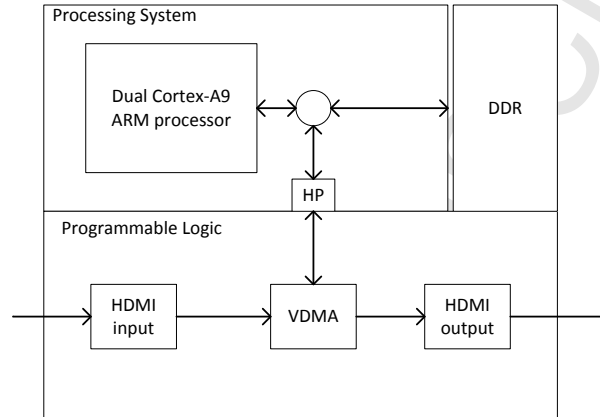 Processing System
Dual Cortex-A9
ARM processor
DDR
HP
Programmable Logic
HDMI
input
VDMA
HDMI
output